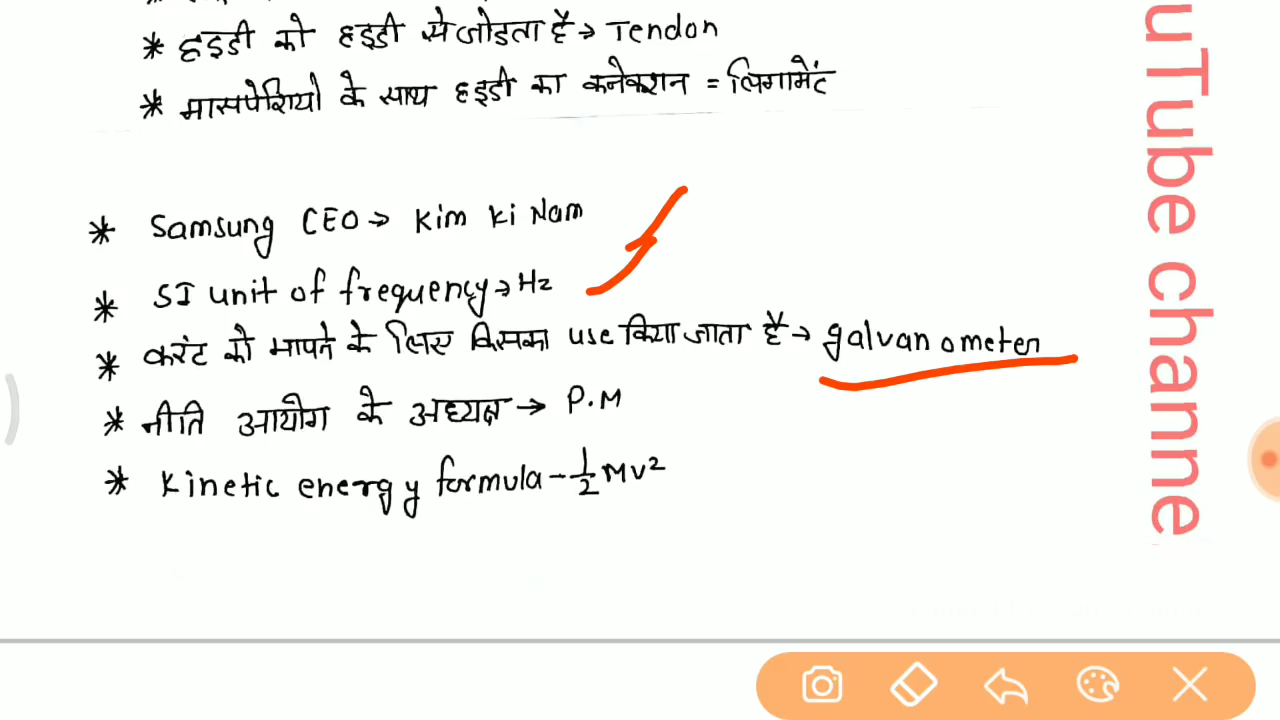 * हड्डी को हड्डी से जोडता है → Tendon
* मासपेशियो के साथ हड्डी का कनेक्शन = लिगामेंट
* Samsung CEO → Kim Ki Nam
* SI unit of frequency → Hz
* करंट को मापने के लिए किसका use किया जाता है → galvanometer
* नीति आयोग के अध्यक्ष → P.M
* Kinetic energy formula - 1/2 Mv²
uTube channe